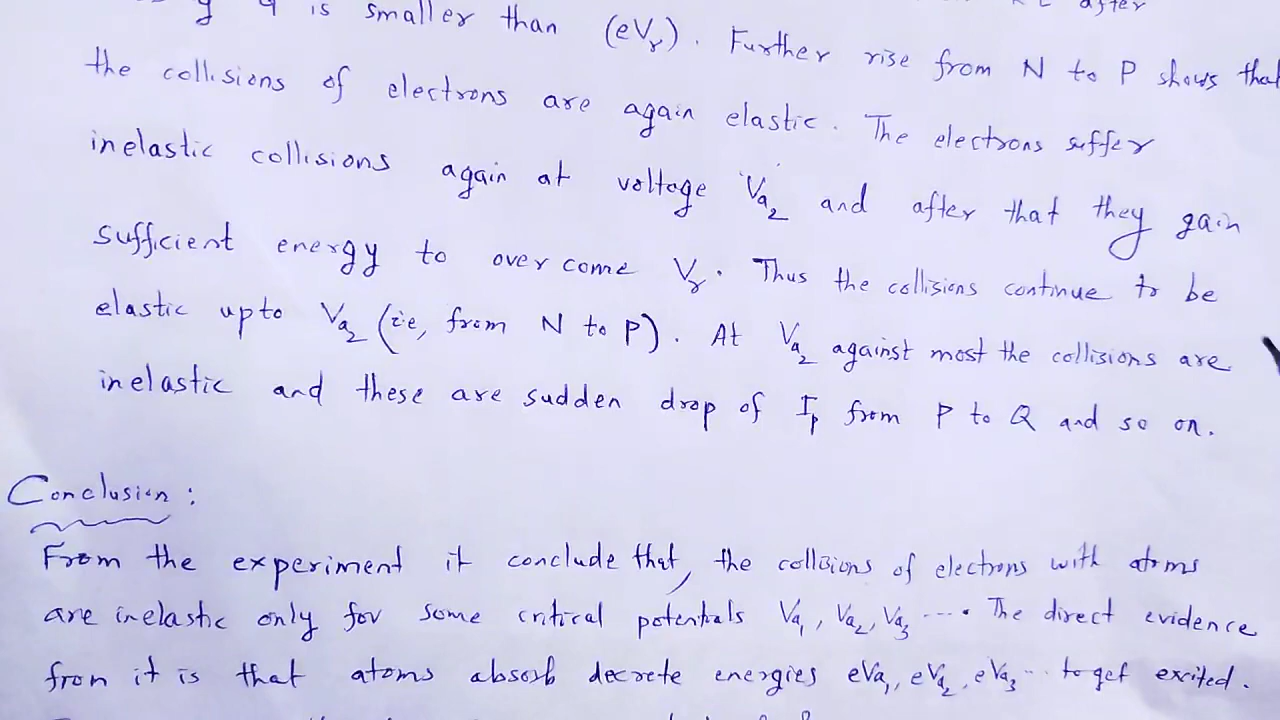 is smaller than (eVr). Further rise from N to P shows that
the collisions of electrons are again elastic. The electrons suffer
inelastic collisions again at voltage Va2 and after that they gain
sufficient energy to over come Vr. Thus the collisions continue to be
elastic upto Va2 (i.e, from N to P). At Va2 against most the collisions are
inelastic and these are sudden drop of Ip from P to Q and so on.
Conclusion :
From the experiment it conclude that, the collisions of electrons with atoms
are inelastic only for some critical potentials Va1, Va2, Va3 ..... The direct evidence
from it is that atoms absorb decrete energies eVa1, eVa2, eVa3 ... to get excited.